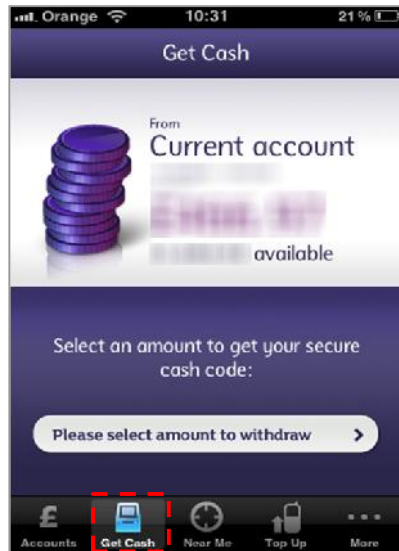 Orange 10:31 21%
Get Cash
From
Current account
available
Select an amount to get your secure
cash code:
Please select amount to withdraw
£
Accounts Get Cash Near Me Top Up More